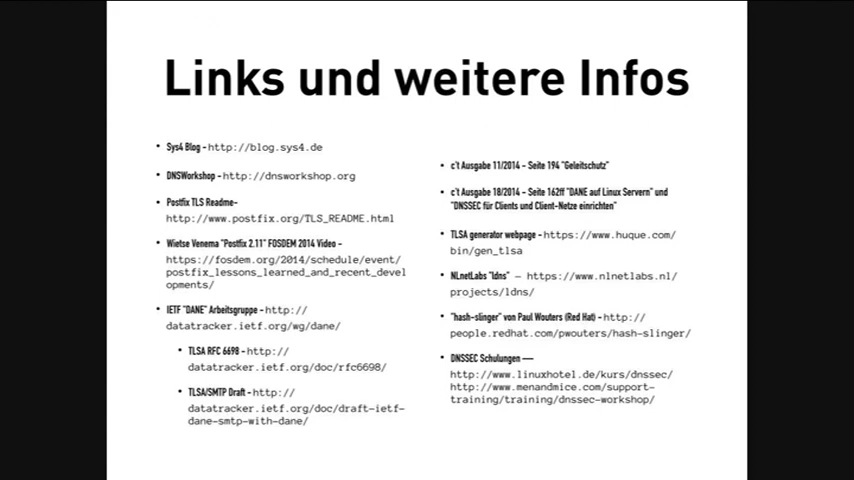 Links und weitere Infos
• Sys4 Blog - http://blog.sys4.de
• DNSWorkshop - http://dnsworkshop.org
• Postfix TLS Readme-
http://www.postfix.org/TLS_README.html
• Wietse Venema "Postfix 2.11" FOSDEM 2014 Video -
https://fosdem.org/2014/schedule/event/
postfix_lessons_learned_and_recent_devel
opments/
• IETF "DANE" Arbeitsgruppe - http://
datatracker.ietf.org/wg/dane/
• TLSA RFC 6698 - http://
datatracker.ietf.org/doc/rfc6698/
• TLSA/SMTP Draft - http://
datatracker.ietf.org/doc/draft-ietf-
dane-smtp-with-dane/
• c't Ausgabe 11/2014 - Seite 194 "Geleitschutz"
• c't Ausgabe 18/2014 - Seite 162ff "DANE auf Linux Servern" und
"DNSSEC für Clients und Client-Netze einrichten"
• TLSA generator webpage - https://www.huque.com/
bin/gen_tlsa
• NLnetLabs "ldns" – https://www.nlnetlabs.nl/
projects/ldns/
• "hash-slinger" von Paul Wouters (Red Hat) - http://
people.redhat.com/pwouters/hash-slinger/
• DNSSEC Schulungen —
http://www.linuxhotel.de/kurs/dnssec/
http://www.menandmice.com/support-
training/training/dnssec-workshop/